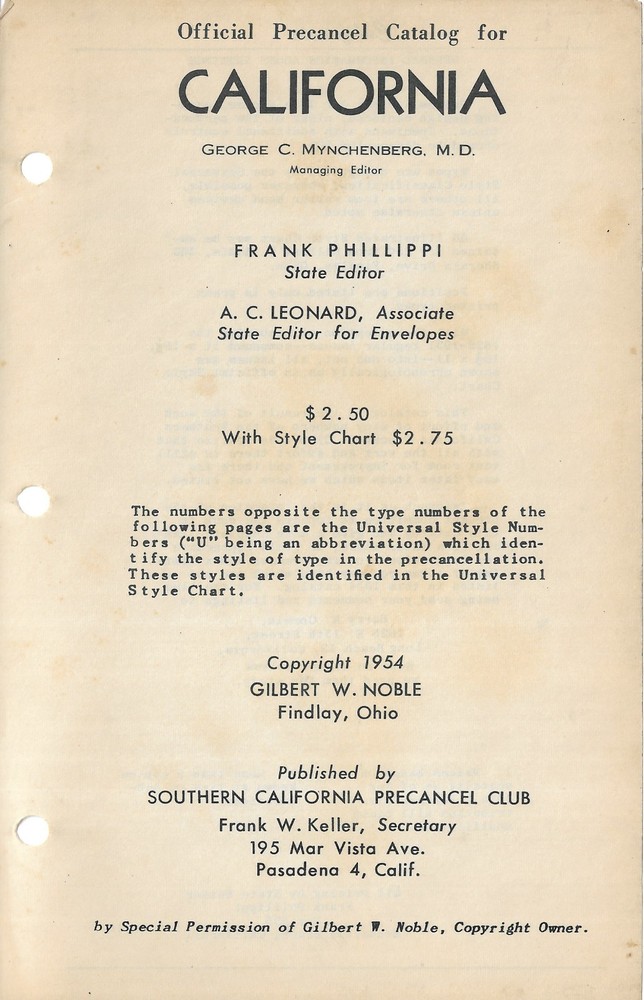 Official Precancel Catalog for
CALIFORNIA
GEORGE C. MYNCHENBERG, M. D.
Managing Editor
FRANK PHILLIPPI
State Editor
A. C. LEONARD, Associate
State Editor for Envelopes
$2.50
With Style Chart $2.75
The numbers opposite the type numbers of the
following pages are the Universal Style Num-
bers ("U" being an abbreviation) which iden-
tify the style of type in the precancellation.
These styles are identified in the Universal
Style Chart.
Copyright 1954
GILBERT W. NOBLE
Findlay, Ohio
Published by
SOUTHERN CALIFORNIA PRECANCEL CLUB
Frank W. Keller, Secretary
195 Mar Vista Ave.
Pasadena 4, Calif.
by Special Permission of Gilbert W. Noble, Copyright Owner.